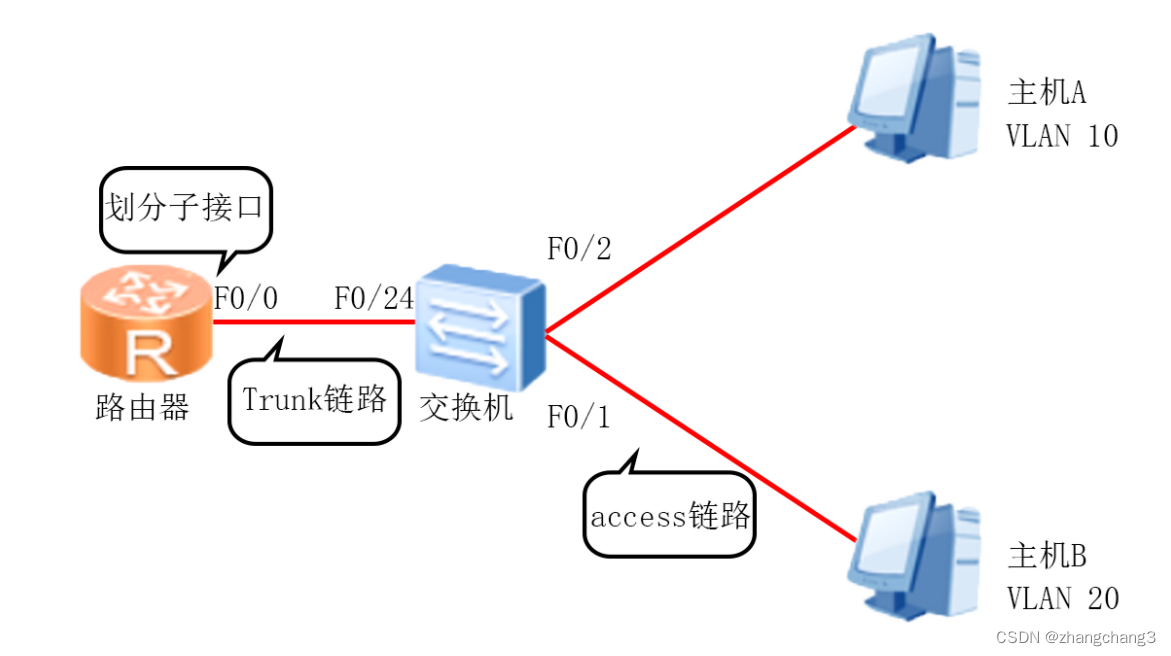 主机A
VLAN 10
划分子接口
F0/2
F0/0
F0/24
R
Trunk链路
路由器
交换机
F0/1
access链路
主机B
VLAN 20
CSDN @zhangchang3